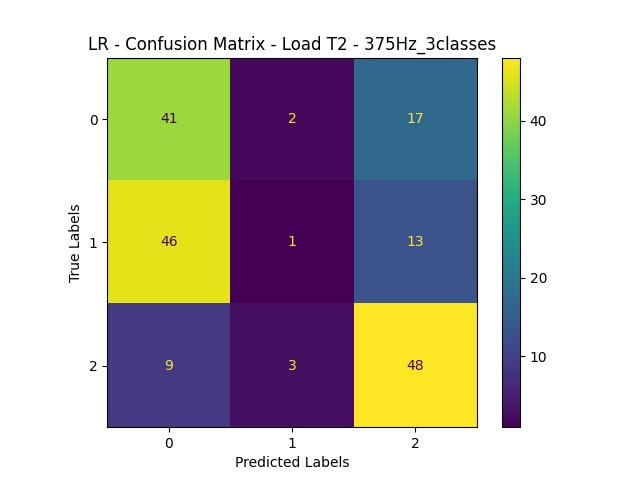 LR - Confusion Matrix - Load T2 - 375Hz_3classes
True Labels
0 41 2 17
1 46 1 13
2 9 3 48
0 1 2
Predicted Labels
40
30
20
10